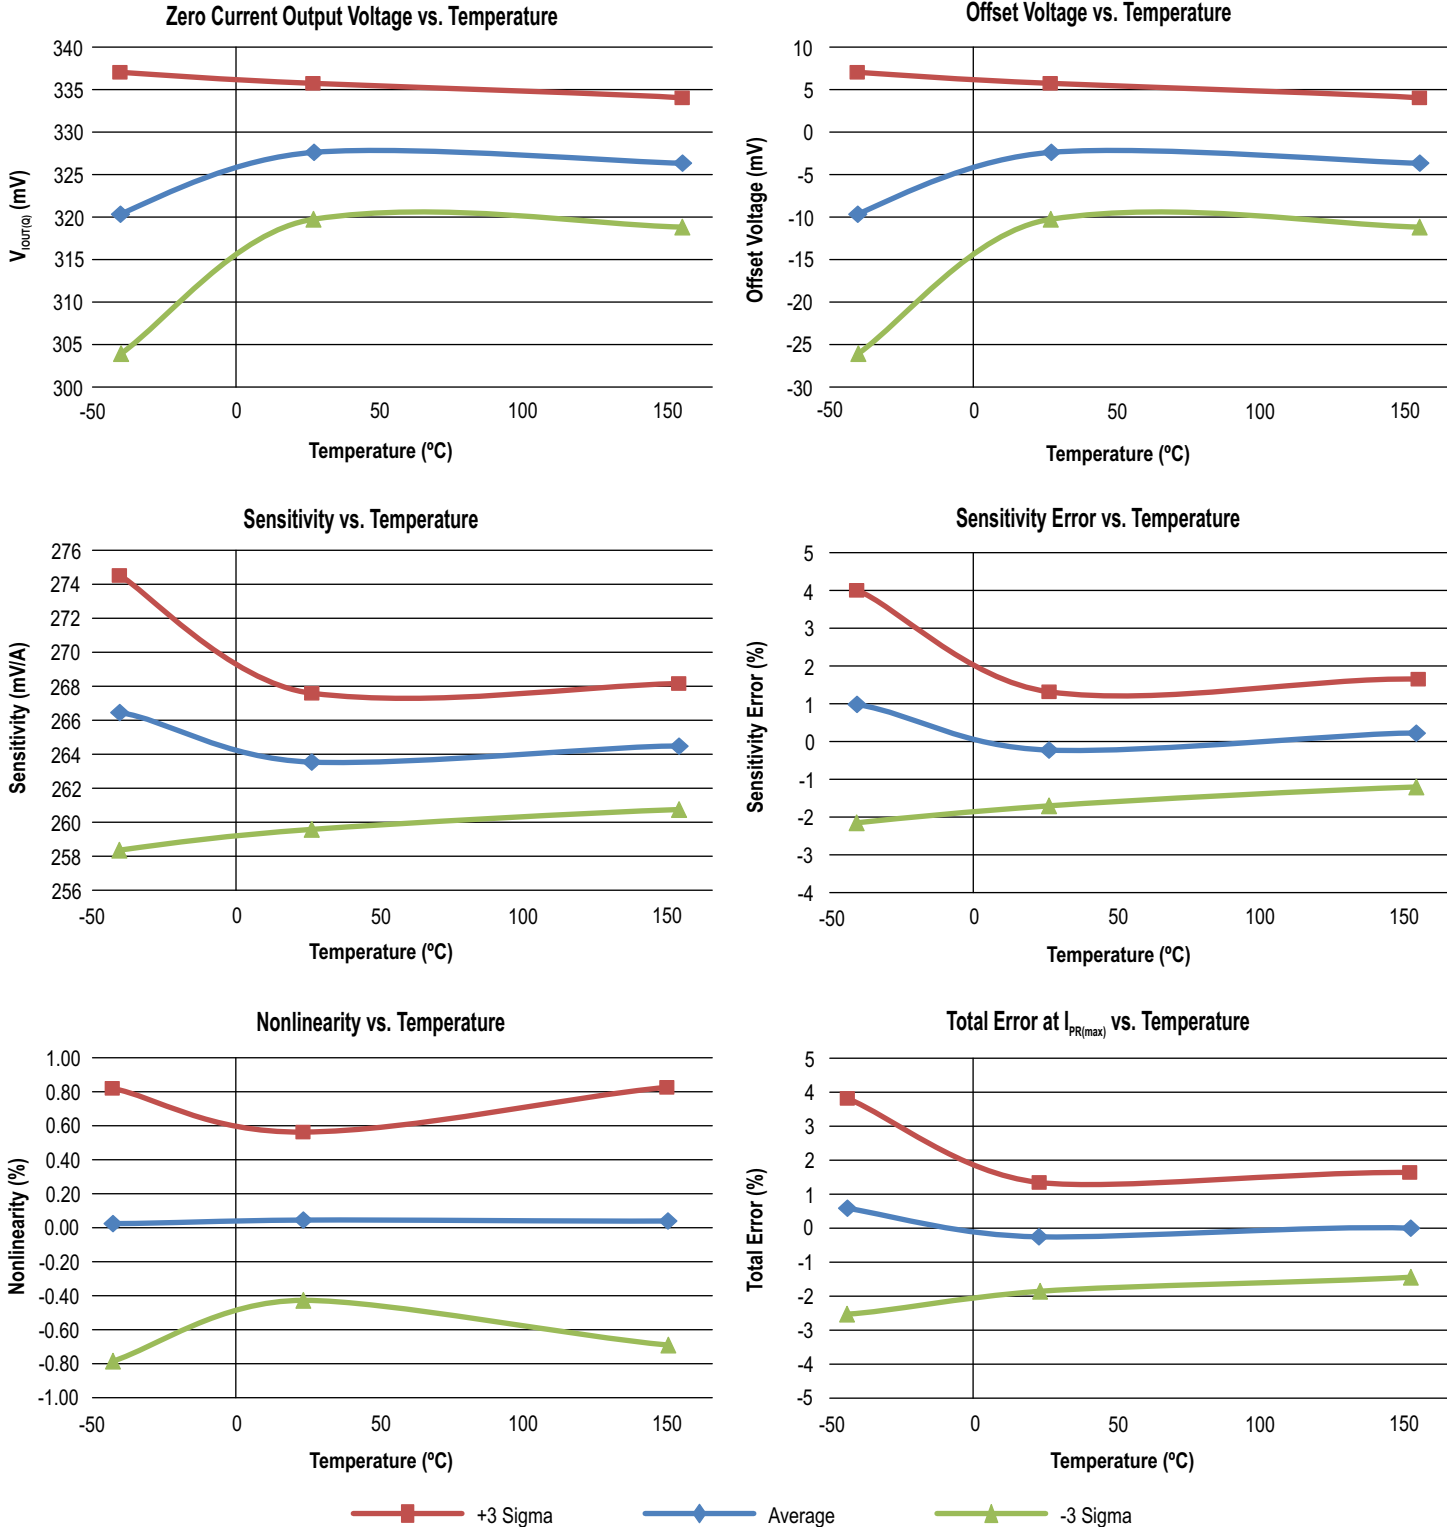 Zero Current Output Voltage vs. Temperature
340
335
330
325
320
315
310
305
300
V_IOUT(Q) (mV)
-50 0 50 100 150
Temperature (ºC)
Offset Voltage vs. Temperature
10
5
0
-5
-10
-15
-20
-25
-30
Offset Voltage (mV)
-50 0 50 100 150
Temperature (ºC)
Sensitivity vs. Temperature
276
274
272
270
268
266
264
262
260
258
256
Sensitivity (mV/A)
-50 0 50 100 150
Temperature (ºC)
Sensitivity Error vs. Temperature
5
4
3
2
1
0
-1
-2
-3
-4
Sensitivity Error (%)
-50 0 50 100 150
Temperature (ºC)
Nonlinearity vs. Temperature
1.00
0.80
0.60
0.40
0.20
0.00
-0.20
-0.40
-0.60
-0.80
-1.00
Nonlinearity (%)
-50 0 50 100 150
Temperature (ºC)
Total Error at I_PR(max) vs. Temperature
5
4
3
2
1
0
-1
-2
-3
-4
-5
Total Error (%)
-50 0 50 100 150
Temperature (ºC)
+3 Sigma Average -3 Sigma